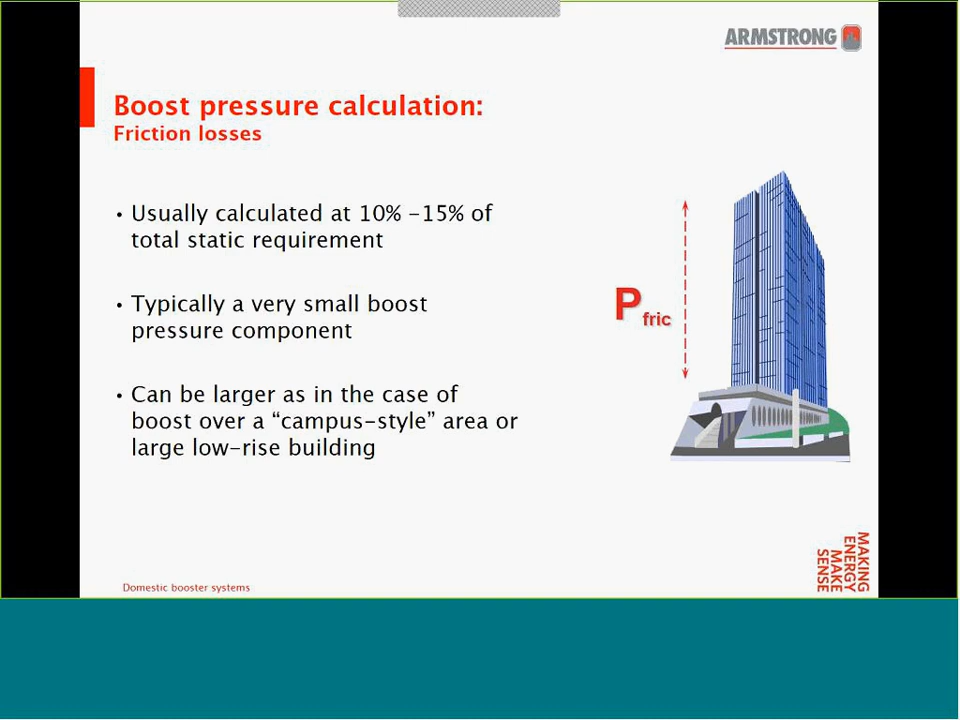 ARMSTRONG
Boost pressure calculation:
Friction losses
• Usually calculated at 10% -15% of
total static requirement
• Typically a very small boost
pressure component
• Can be larger as in the case of
boost over a “campus-style” area or
large low-rise building
P fric
MAKING
ENERGY
MAKE
SENSE
Domestic booster systems